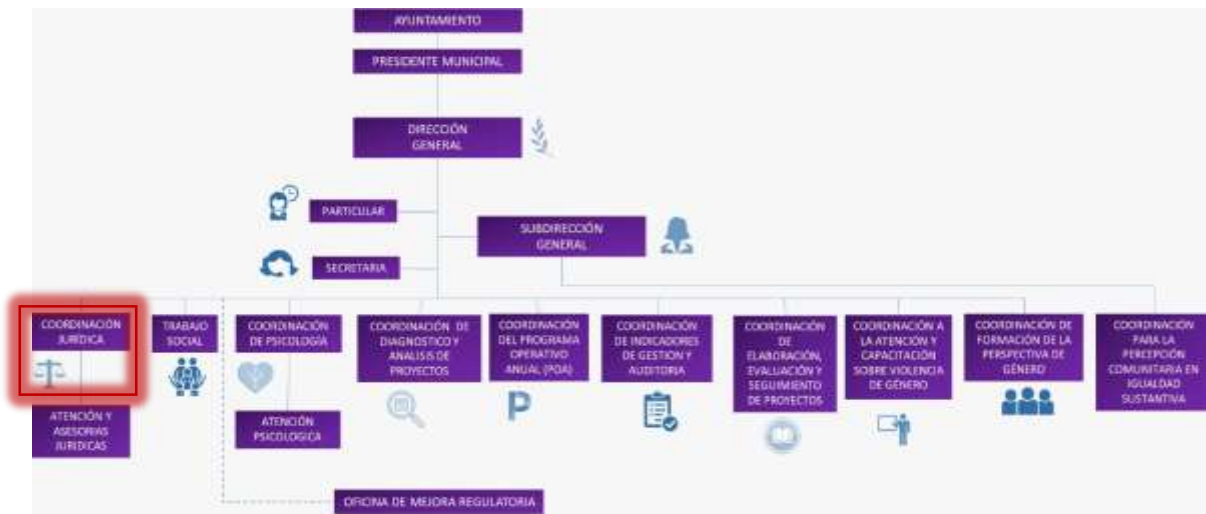 AYUNTAMIENTO
PRESIDENTE MUNICIPAL
DIRECCIÓN
GENERAL
PARTICULAR
SUBDIRECCIÓN
GENERAL
SECRETARIA
COORDINACIÓN
JURÍDICA
TRABAJO
SOCIAL
COORDINACIÓN
DE PSICOLOGÍA
COORDINACIÓN DE
DIAGNOSTICO Y
ANALISIS DE
PROYECTOS
COORDINACIÓN
DEL PROGRAMA
OPERATIVO
ANUAL (POA)
COORDINACIÓN
DE INDICADORES
DE GESTION Y
AUDITORIA
COORDINACIÓN
DE
ELABORACIÓN,
EVALUACIÓN Y
SEGUIMIENTO
DE PROYECTOS
COORDINACIÓN A
LA ATENCIÓN Y
CAPACITACIÓN
SOBRE VIOLENCIA
DE GÉNERO
COORDINACIÓN DE
FORMACIÓN DE LA
PERSPECTIVA DE
GÉNERO
COORDINACIÓN
PARA LA
PERCEPCIÓN
COMUNITARIA EN
IGUALDAD
SUSTANTIVA
P
ATENCIÓN Y
ASESORIAS
JURIDICAS
ATENCIÓN
PSICOLOGICA
OFICINA DE MEJORA REGULATORIA